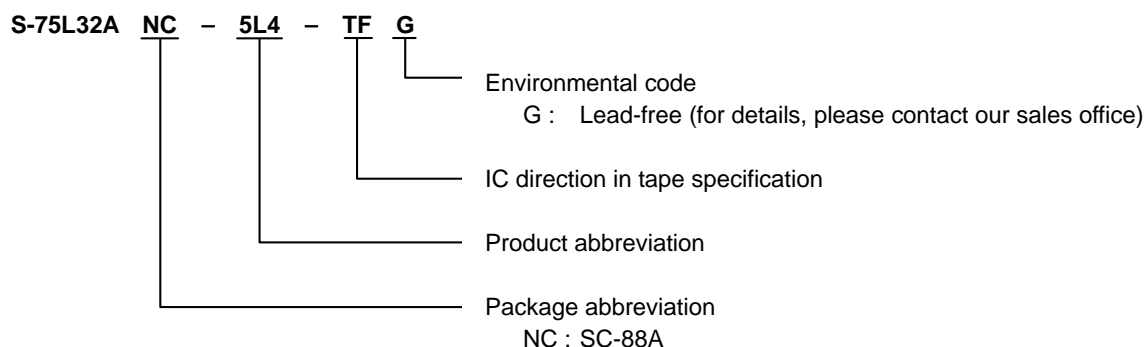 S-75L32A NC – 5L4 – TF G
Environmental code
G : Lead-free (for details, please contact our sales office)
IC direction in tape specification
Product abbreviation
Package abbreviation
NC : SC-88A